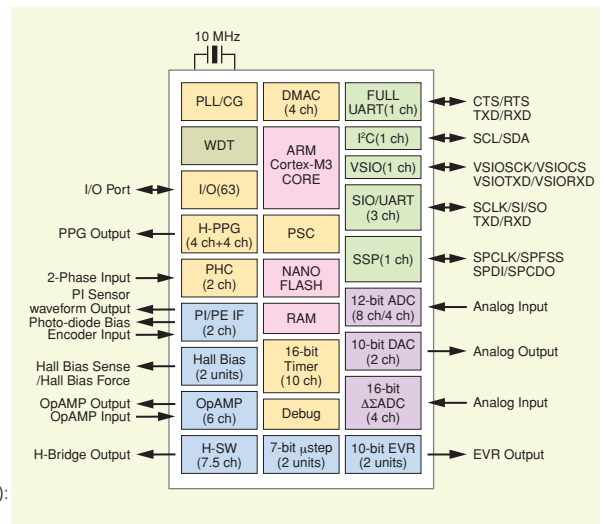 10 MHz
PLL/CG
DMAC
(4 ch)
FULL
UART(1 ch)
CTS/RTS
TXD/RXD
WDT
ARM
Cortex-M3
CORE
I²C(1 ch)
SCL/SDA
VSIO(1 ch)
VSIOSCK/VSIOCS
VSIOTXD/VSIORXD
I/O Port
I/O(63)
SIO/UART
(3 ch)
SCLK/SI/SO
TXD/RXD
PPG Output
H-PPG
(4 ch+4 ch)
PSC
SSP(1 ch)
SPCLK/SPFSS
SPDI/SPCDO
2-Phase Input
PHC
(2 ch)
NANO
FLASH
PI Sensor
waveform Output
Photo-diode Bias
Encoder Input
PI/PE IF
(2 ch)
RAM
12-bit ADC
(8 ch/4 ch)
Analog Input
Hall Bias Sense
/Hall Bias Force
Hall Bias
(2 units)
16-bit
Timer
(10 ch)
10-bit DAC
(2 ch)
Analog Output
OpAMP Output
OpAMP Input
OpAMP
(6 ch)
Debug
16-bit
ΔΣADC
(4 ch)
Analog Input
H-Bridge Output
H-SW
(7.5 ch)
7-bit µstep
(2 units)
10-bit EVR
(2 units)
EVR Output
):